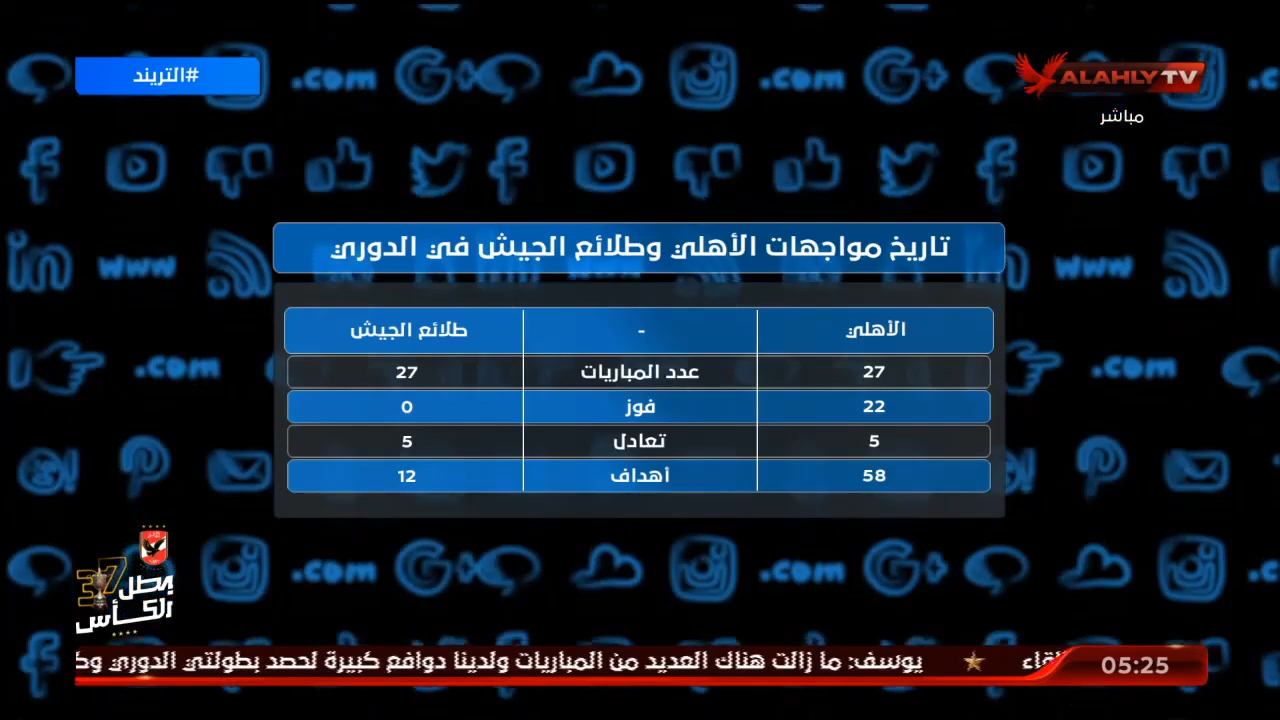 #التريند
ALAHLY TV
مباشر
تاريخ مواجهات الأهلي وطلائع الجيش في الدوري
الأهلي - طلائع الجيش
27 عدد المباريات 27
22 فوز 0
5 تعادل 5
58 أهداف 12
بطل 37
الكأس
05:25 يوسف: ما زالت هناك العديد من المباريات ولدينا دوافع كبيرة لحصد بطولتي الدوري